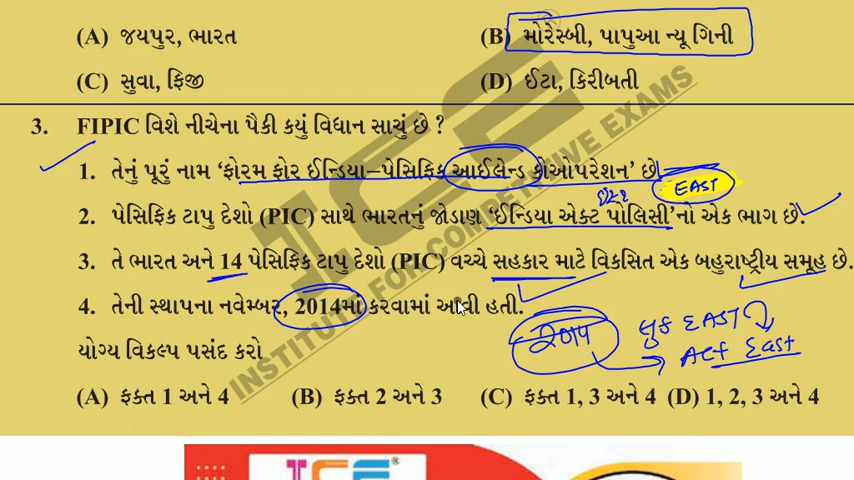 (A) જયપુર, ભારત
(B) મોરેસ્બી, પાપુઆ ન્યૂ ગિની
(C) સુવા, ફિજી
(D) ઈટા, કિરીબતી
3. FIPIC વિશે નીચેના પૈકી કયું વિધાન સાચું છે ?
1. તેનું પૂરું નામ ‘ફોરમ ફોર ઈન્ડિયા–પેસિફિક આઈલેન્ડ કોઓપરેશન’ છે.
EAST
2. પેસિફિક ટાપુ દેશો (PIC) સાથે ભારતનું જોડાણ ‘ઈન્ડિયા એક્ટ પોલિસી’નો એક ભાગ છે.
3. તે ભારત અને 14 પેસિફિક ટાપુ દેશો (PIC) વચ્ચે સહકાર માટે વિકસિત એક બહુરાષ્ટ્રીય સમૂહ છે.
4. તેની સ્થાપના નવેમ્બર, 2014માં કરવામાં આવી હતી.
2014 લુક EAST
Act East
યોગ્ય વિકલ્પ પસંદ કરો
(A) ફક્ત 1 અને 4 (B) ફક્ત 2 અને 3 (C) ફક્ત 1, 3 અને 4 (D) 1, 2, 3 અને 4
ICE
INSTITUTE FOR COMPETITIVE EXAMS
ICE®